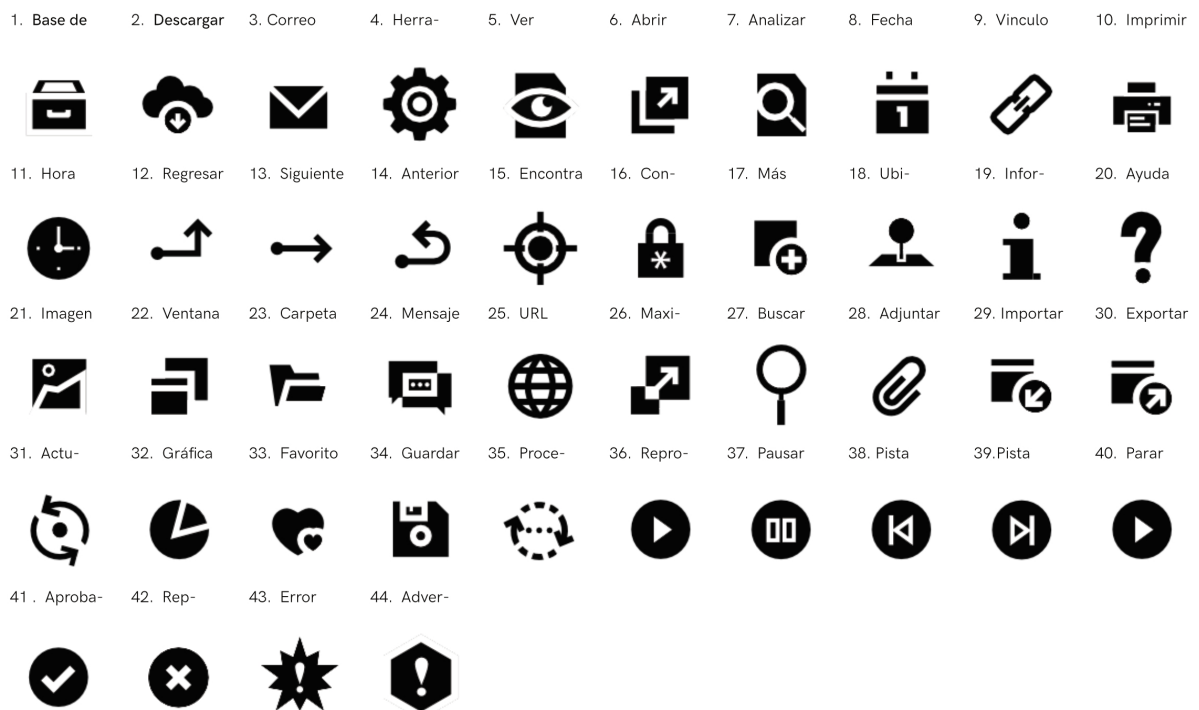 1. Base de
2. Descargar
3. Correo
4. Herra-
5. Ver
6. Abrir
7. Analizar
8. Fecha
9. Vinculo
10. Imprimir
1
11. Hora
12. Regresar
13. Siguiente
14. Anterior
15. Encontra
16. Con-
17. Más
18. Ubi-
19. Infor-
20. Ayuda
21. Imagen
22. Ventana
23. Carpeta
24. Mensaje
25. URL
26. Maxi-
27. Buscar
28. Adjuntar
29. Importar
30. Exportar
31. Actu-
32. Gráfica
33. Favorito
34. Guardar
35. Proce-
36. Repro-
37. Pausar
38. Pista
39.Pista
40. Parar
41 . Aproba-
42. Rep-
43. Error
44. Adver-